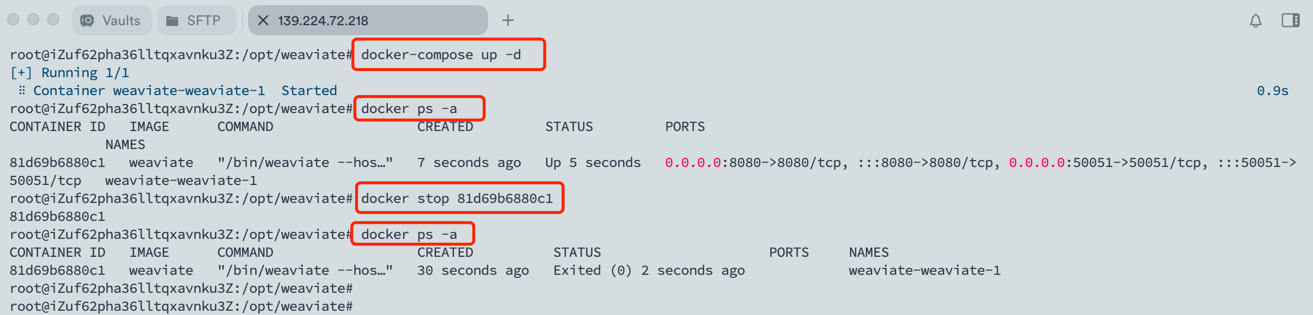 Vaults SFTP 139.224.72.218
root@iZuf62pha36lltqxavnku3Z:/opt/weaviate# docker-compose up -d
[+] Running 1/1
⠿ Container weaviate-weaviate-1  Started 0.9s
root@iZuf62pha36lltqxavnku3Z:/opt/weaviate# docker ps -a
CONTAINER ID   IMAGE      COMMAND                  CREATED         STATUS         PORTS
NAMES
81d69b6880c1   weaviate   "/bin/weaviate --hos…"   7 seconds ago   Up 5 seconds   0.0.0.0:8080->8080/tcp, :::8080->8080/tcp, 0.0.0.0:50051->50051/tcp, :::50051->
50051/tcp   weaviate-weaviate-1
root@iZuf62pha36lltqxavnku3Z:/opt/weaviate# docker stop 81d69b6880c1
81d69b6880c1
root@iZuf62pha36lltqxavnku3Z:/opt/weaviate# docker ps -a
CONTAINER ID   IMAGE      COMMAND                  CREATED          STATUS                     PORTS     NAMES
81d69b6880c1   weaviate   "/bin/weaviate --hos…"   30 seconds ago   Exited (0) 2 seconds ago             weaviate-weaviate-1
root@iZuf62pha36lltqxavnku3Z:/opt/weaviate#
root@iZuf62pha36lltqxavnku3Z:/opt/weaviate#